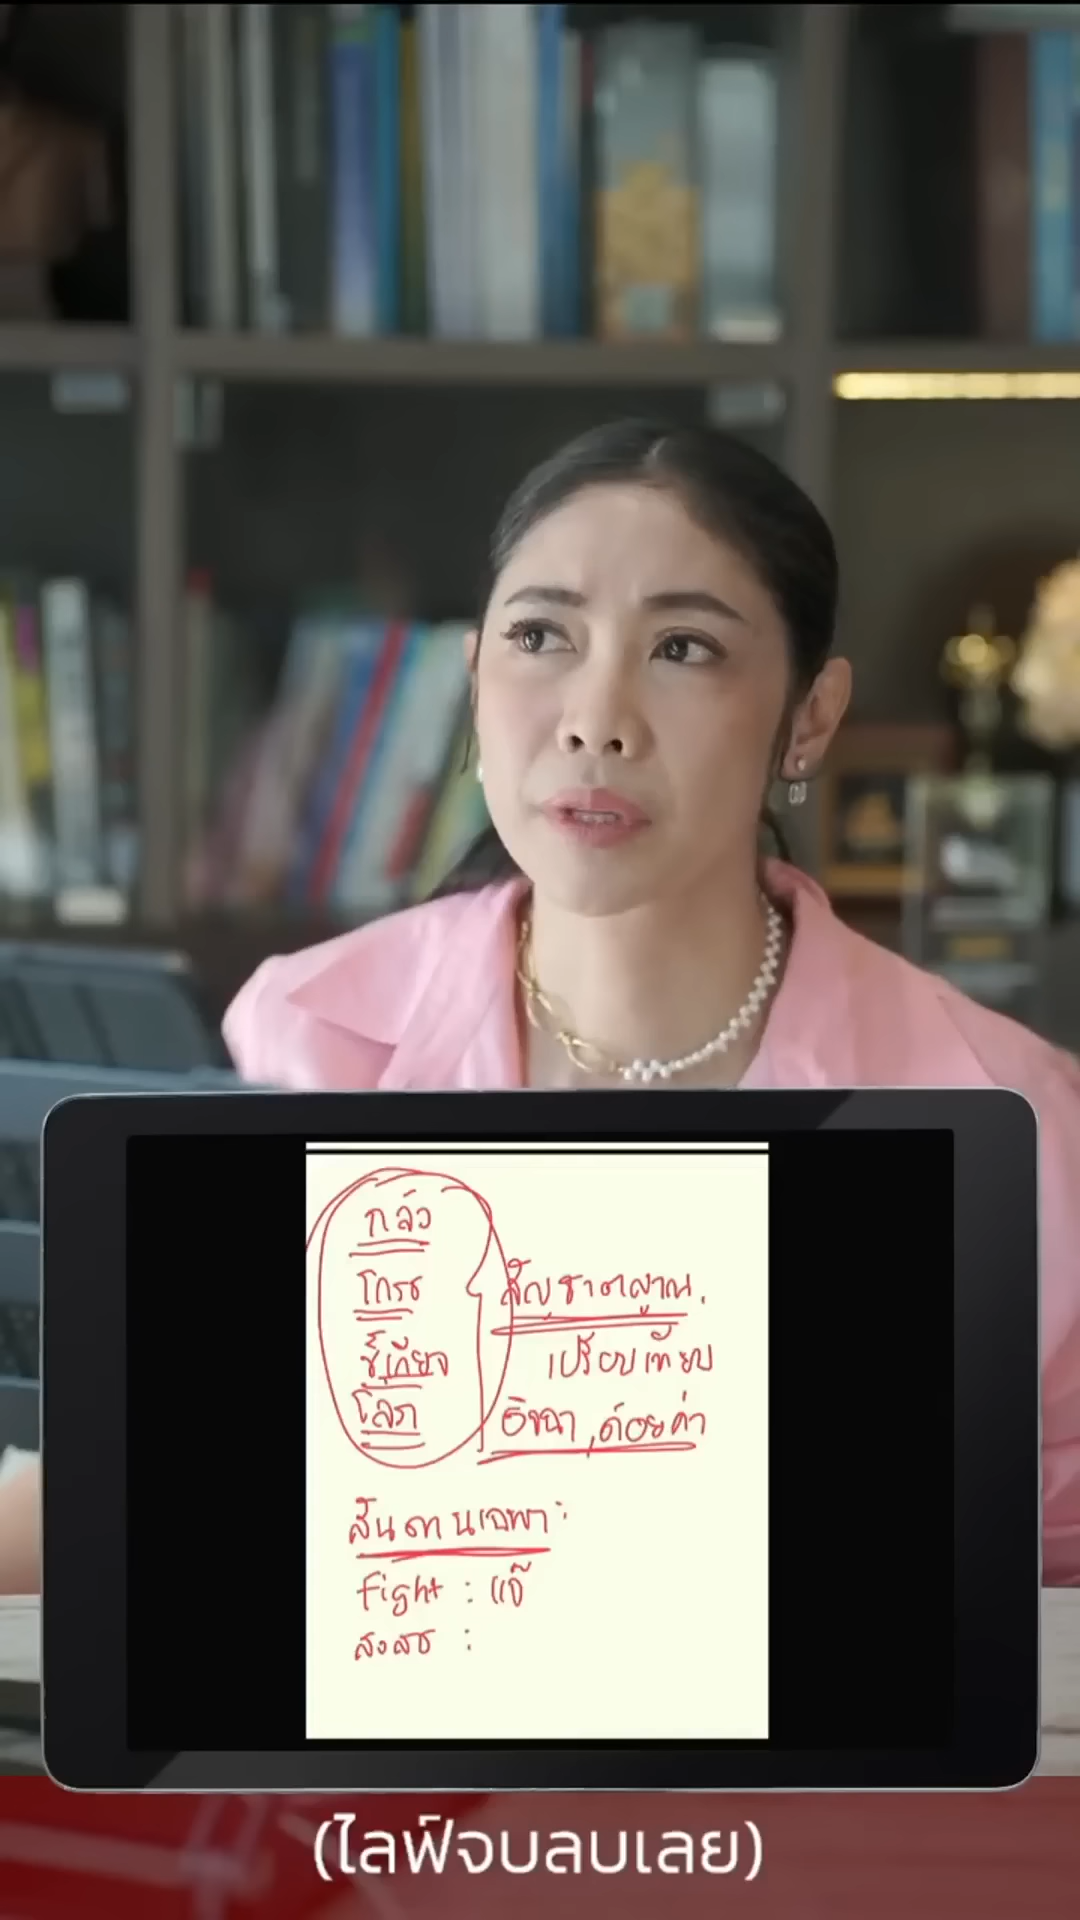 กลัว
โกรธ
ขี้เกียจ
โลภ
สัญชาตญาณ.
เปรียบเทียบ
อิจฉา, ด้อยค่า
สันดานเฉพาะ:
fight : แจ๊
สงสัย :
(ไลฟ์จบลบเลย)